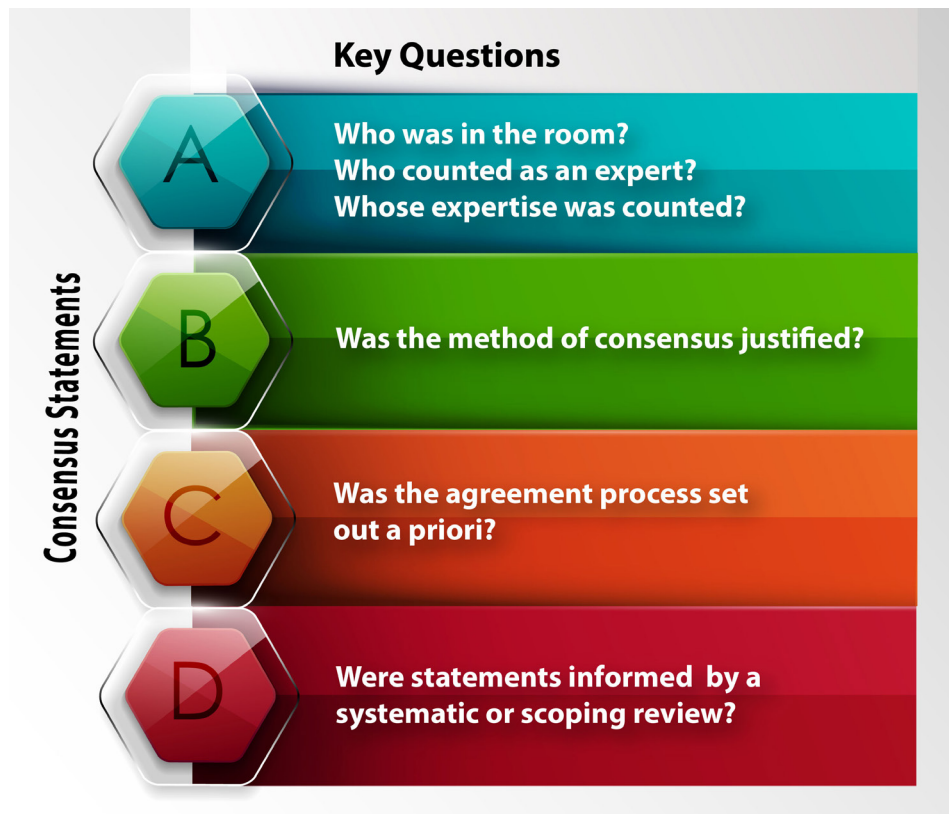 Key Questions
Consensus Statements
A
Who was in the room?
Who counted as an expert?
Whose expertise was counted?
B
Was the method of consensus justified?
C
Was the agreement process set
out a priori?
D
Were statements informed by a
systematic or scoping review?